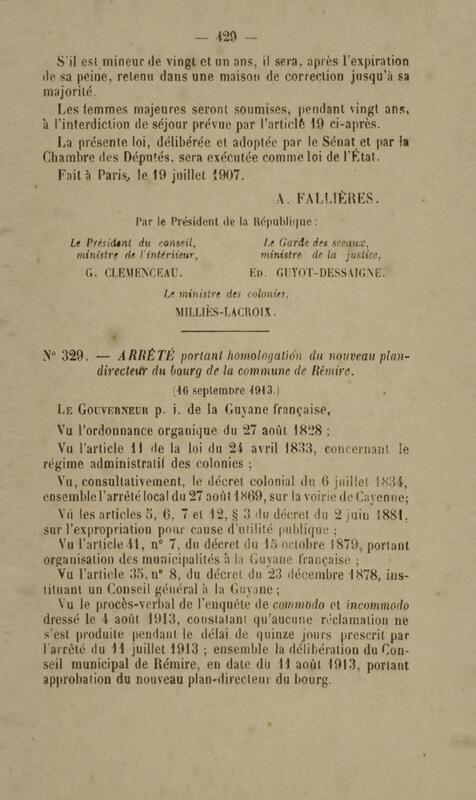 — 429 —
S'il est mineur de vingt et un ans, il sera, après l'expiration
de sa peine, retenu dans une maison de correction jusqu'à sa
majorité.
Les femmes majeures seront soumises, pendant vingt ans,
à l'interdiction de séjour prévue par l'article 19 ci-après.
La présente loi, délibérée et adoptée par le Sénat et par la
Chambre des Députés, sera exécutée comme loi de l'État.
Fait à Paris, le 19 juillet 1907.
A. FALLIÈRES.
Par le Président de la République :
Le Président du conseil,
ministre de l'intériieur,
G. CLEMENCEAU.
Le Garde des sceaux,
ministre de la justice,
ED. GUYOT-DESSAIGNE.
Le ministre des colonies,
MILLIÈS-LACROIX.
N° 329. — ARRÊTÉ portant homologation du nouveau plan-
directeur du bourg de la commune de Rémire.
(16 septembre 1913.)
LE GOUVERNEUR p. i. de la Guyane française,
Vu l'ordonnance organique du 27 août 1828 ;
Vu l'article 11 de la loi du 24 avril 1833, concernant le
régime administratif des colonies ;
Vu, consultativement, le décret colonial du 6 juillet 1834,
ensemble l'arrêté local du 27 août 1869, sur la voirie de Cayenne;
Vu les articles 5, 6, 7 et 12, § 3 du décret du 2 juin 1881,
sur l'expropriation pour cause d'utilité publique ;
Vu l'article 41, n° 7, du décret du 15 octobre 1879, portant
organisation des municipalités à la Guyane française ;
Vu l'article 35, n° 8, du décret du 23 décembre 1878, ins-
tituant un Conseil général à la Guyane ;
Vu le procès-verbal de l'enquête de commodo et incommodo
dressé le 4 août 1913, constatant qu'aucune réclamation ne
s'est produite pendant le délai de quinze jours prescrit par
l'arrêté du 11 juillet 1913 ; ensemble la délibération du Con-
seil municipal de Rémire, en date du 11 août 1913, portant
approbation du nouveau plan-directeur du bourg.